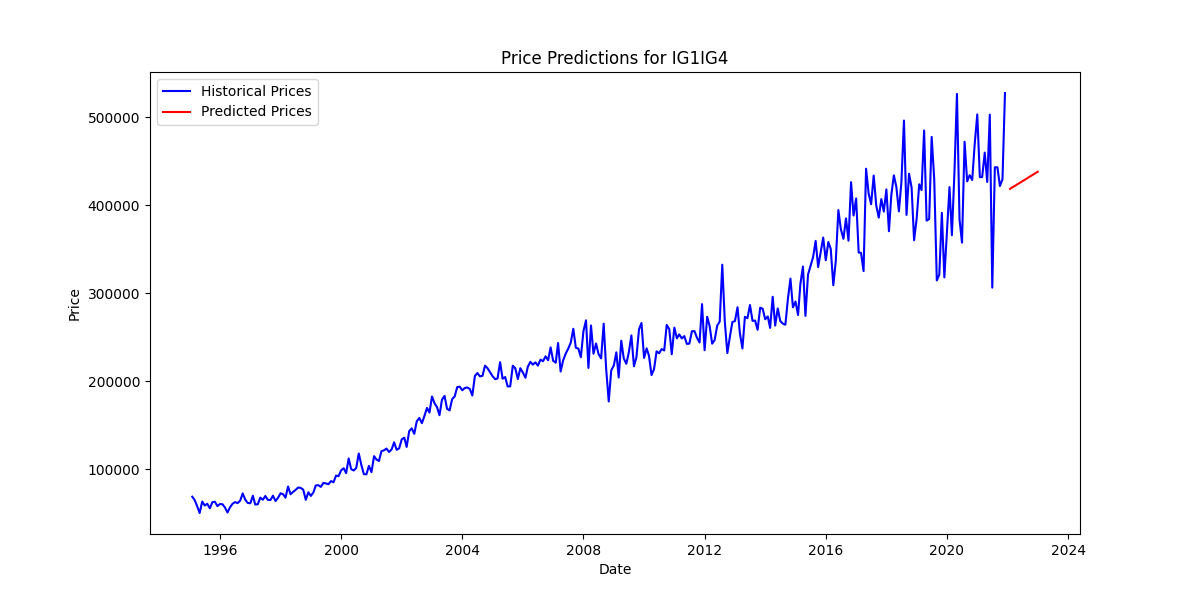 Price Predictions for IG1IG4
Historical Prices
Predicted Prices
Price
500000
400000
300000
200000
100000
1996 2000 2004 2008 2012 2016 2020 2024
Date